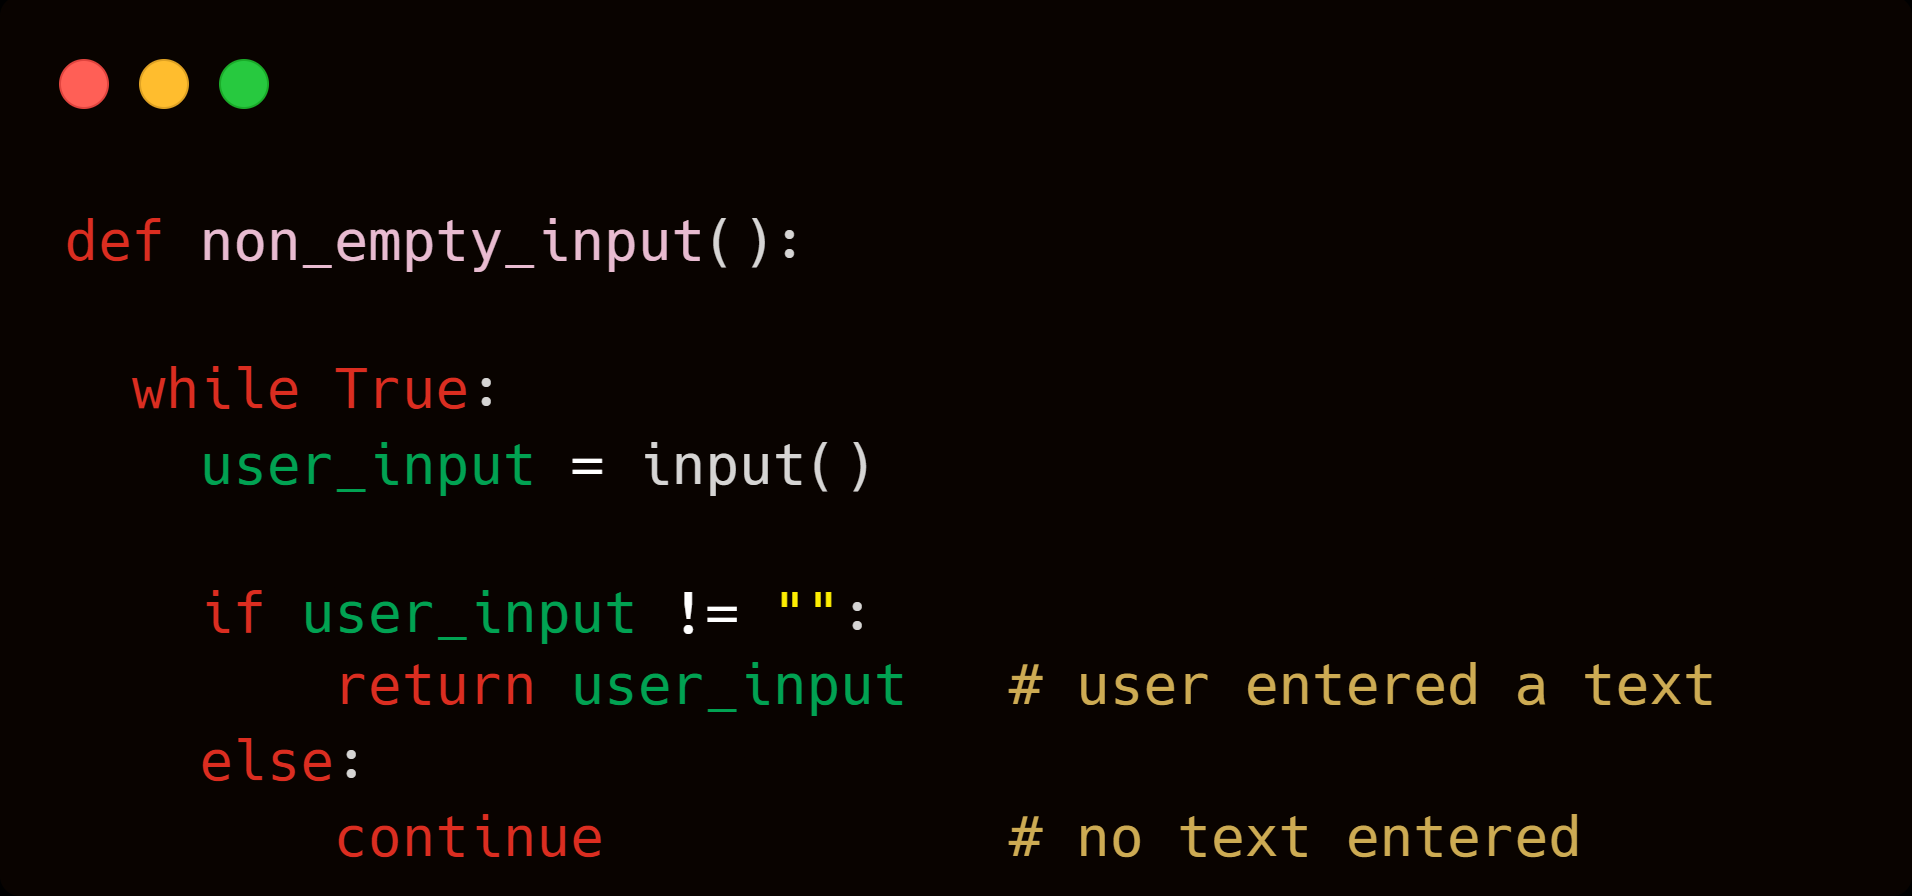 def non_empty_input():
  while True:
    user_input = input()
    if user_input != "":
        return user_input   # user entered a text
    else:
        continue            # no text entered